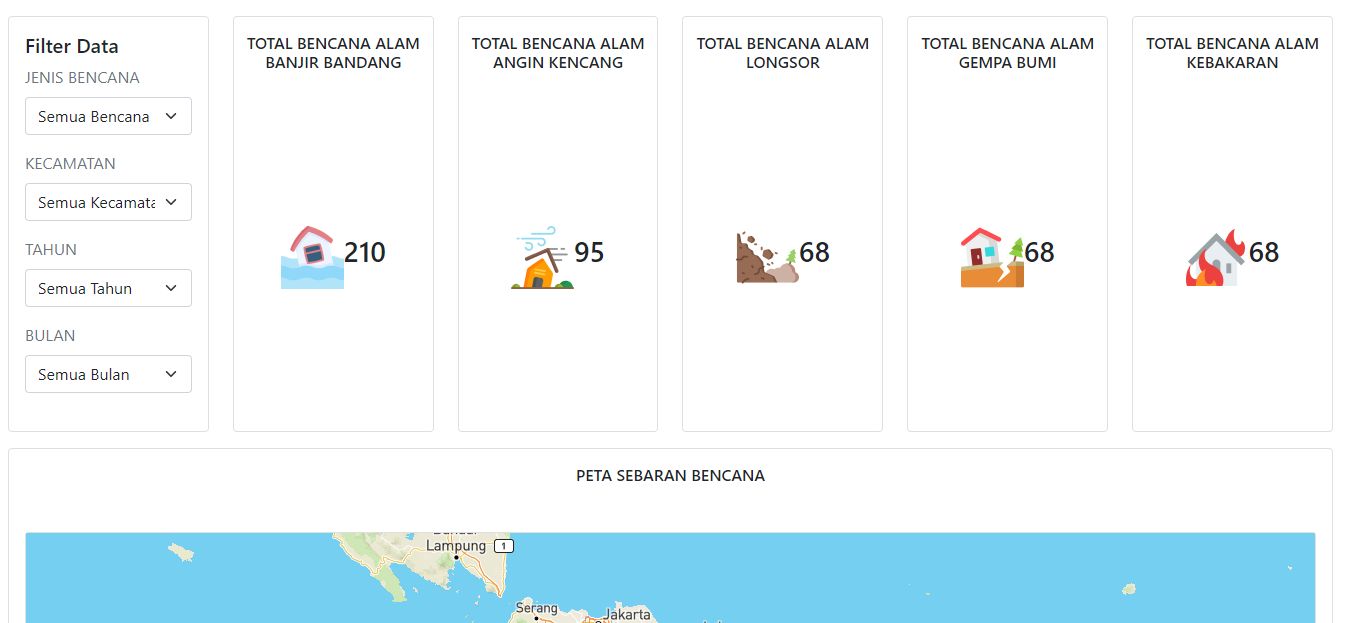 Filter Data
JENIS BENCANA
Semua Bencana
KECAMATAN
Semua Kecamata
TAHUN
Semua Tahun
BULAN
Semua Bulan
TOTAL BENCANA ALAM
BANJIR BANDANG
210
TOTAL BENCANA ALAM
ANGIN KENCANG
95
TOTAL BENCANA ALAM
LONGSOR
68
TOTAL BENCANA ALAM
GEMPA BUMI
68
TOTAL BENCANA ALAM
KEBAKARAN
68
PETA SEBARAN BENCANA
Lampung 1
Serang
Jakarta